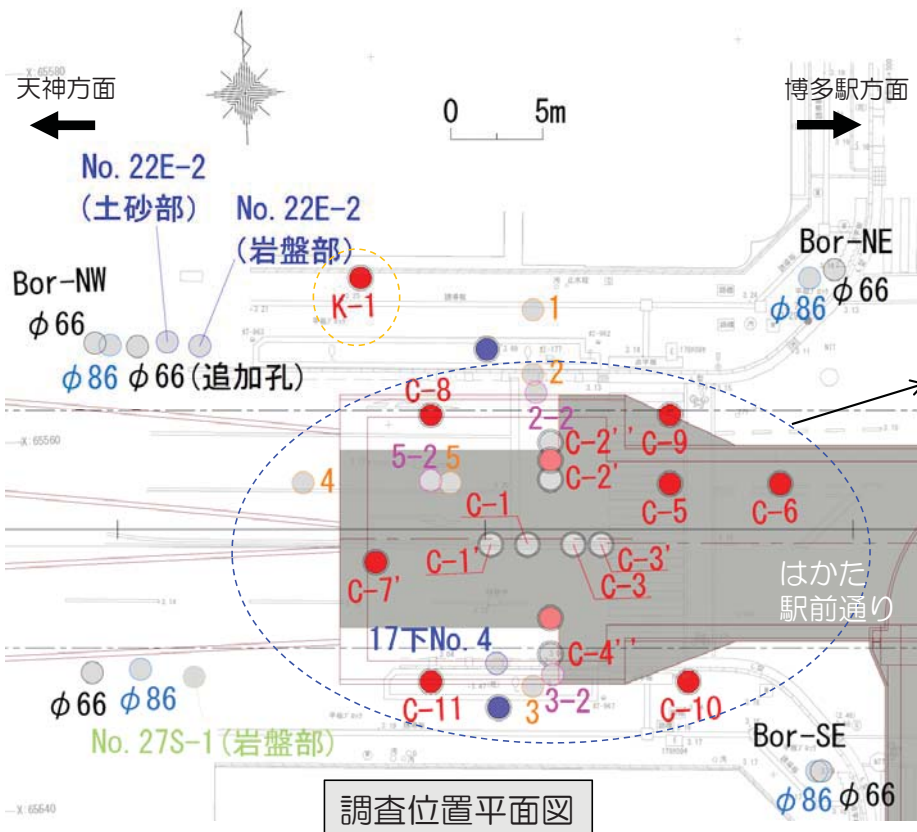 X:65580
天神方面
0 5m
博多駅方面
No. 22E-2
(土砂部)
No. 22E-2
(岩盤部)
Bor-NW
φ66
φ86 φ66(追加孔)
K-1
1
Bor-NE
φ86 φ66
2
2-2
C-8
C-2''
C-9
C-2'
X:65560
5-2 5
4
C-5
C-6
C-1
C-1'
C-3'
C-3
C-7'
はかた
駅前通り
17下No. 4
C-4''
C-11
3 3-2
C-10
φ66 φ86
No. 27S-1(岩盤部)
Bor-SE
φ86 φ66
X:65640
調査位置平面図